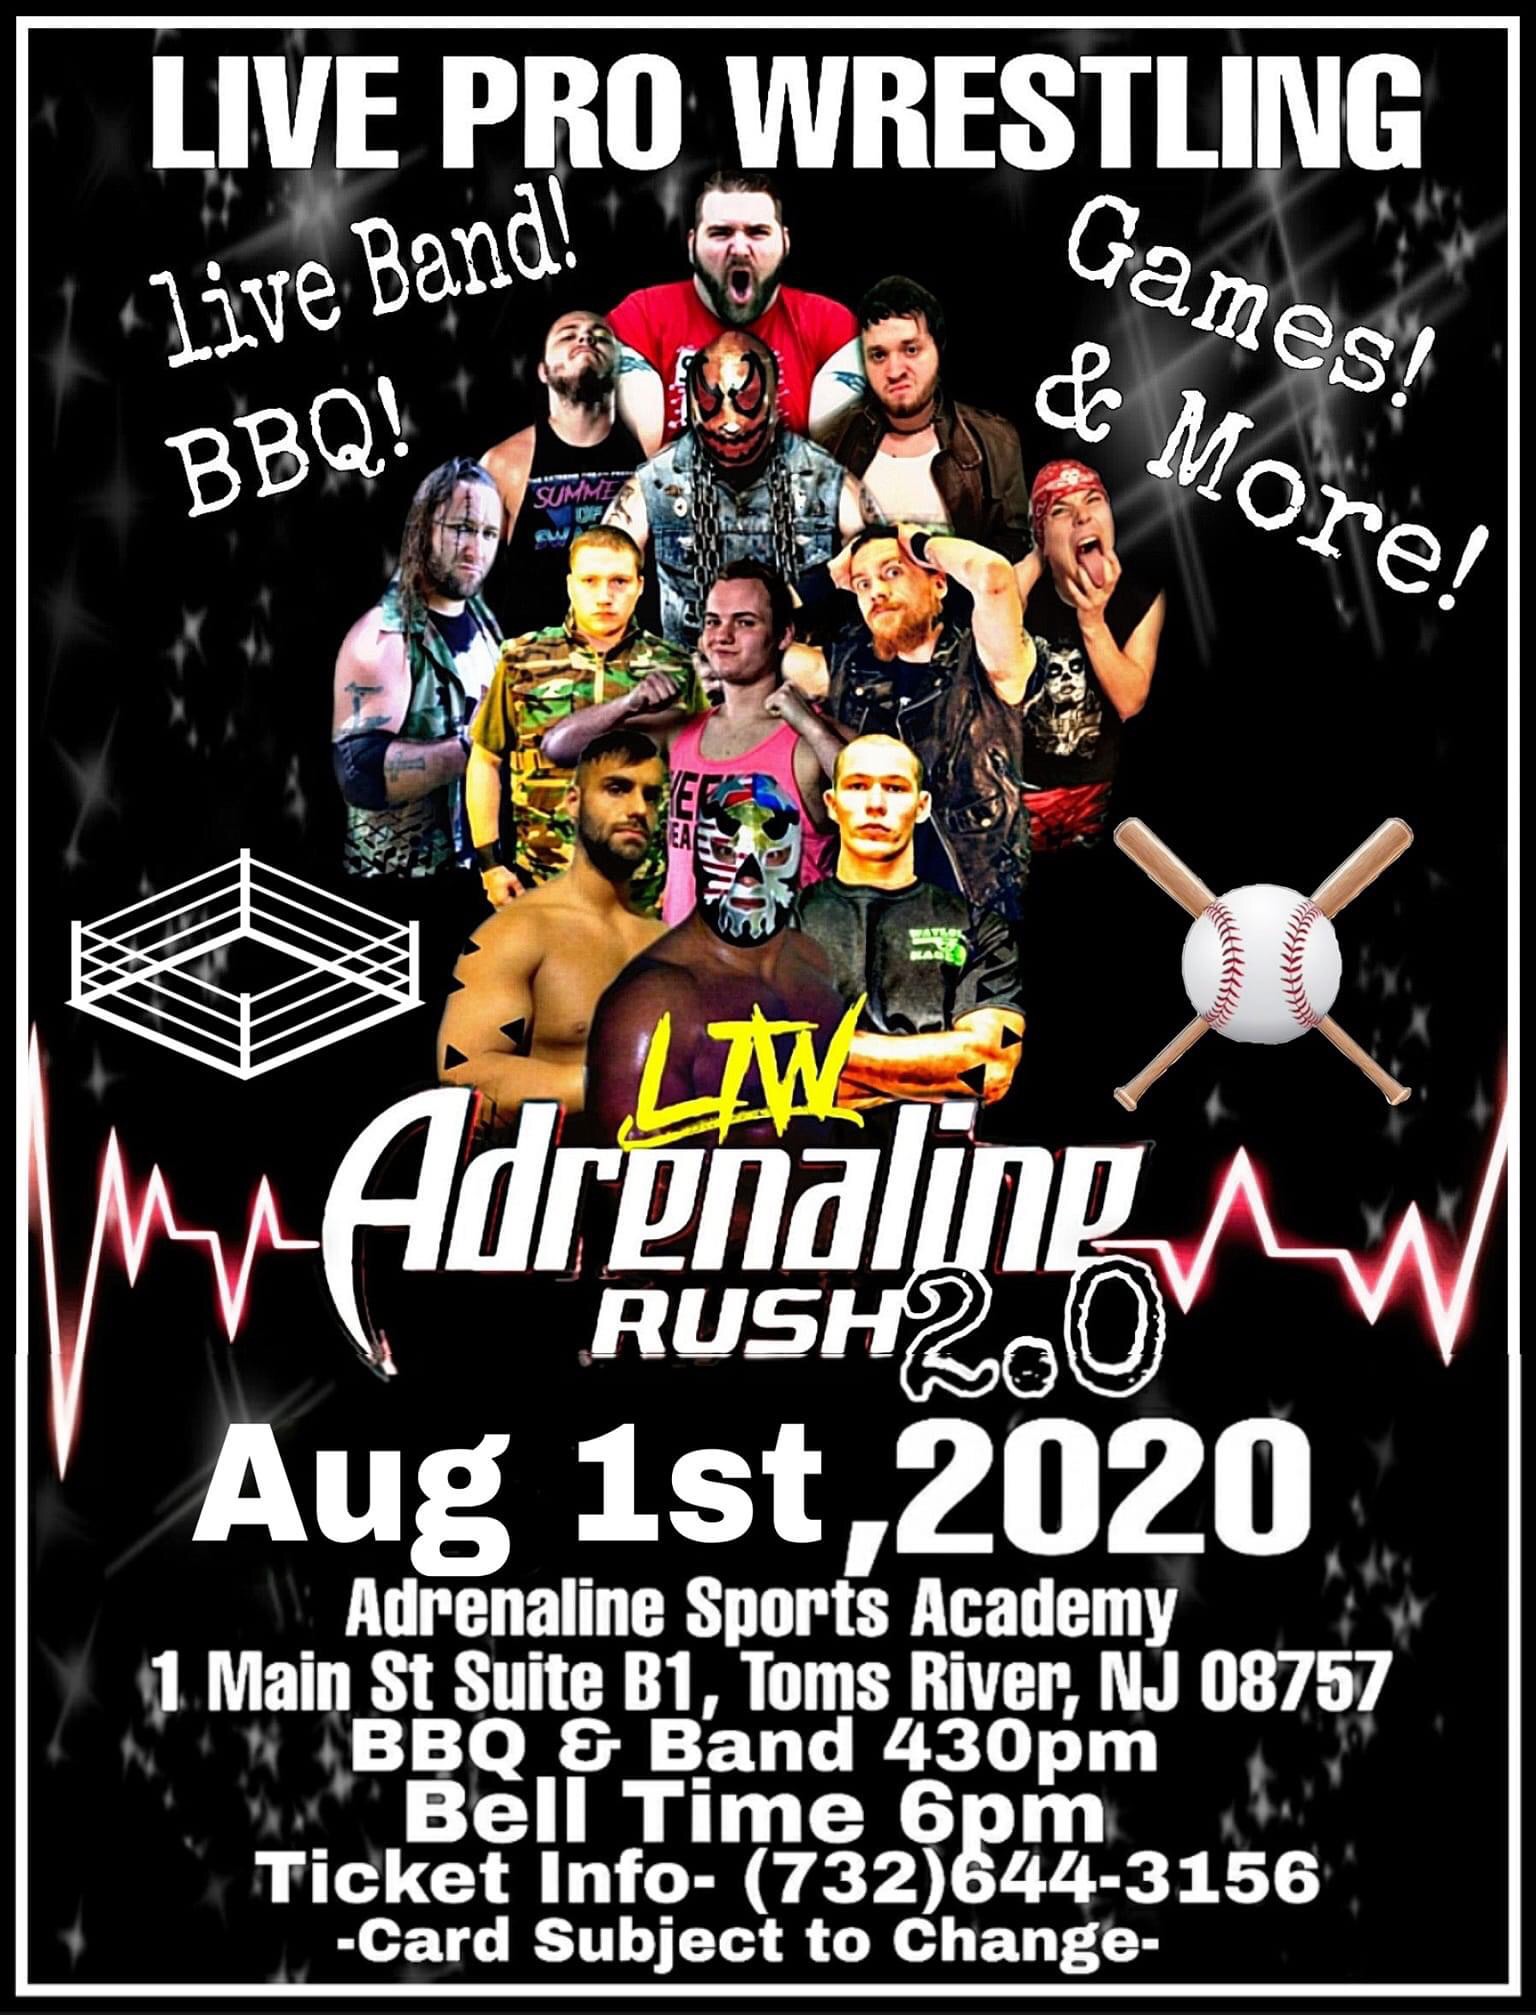 LIVE PRO WRESTLING
Live Band!
BBQ!
Games!
& More!
SUMME
OF
LTW
Adrenaline
RUSH 2.0
Aug 1st,2020
Adrenaline Sports Academy
1 Main St Suite B1, Toms River, NJ 08757
BBQ & Band 430pm
Bell Time 6pm
Ticket Info- (732)644-3156
-Card Subject to Change-